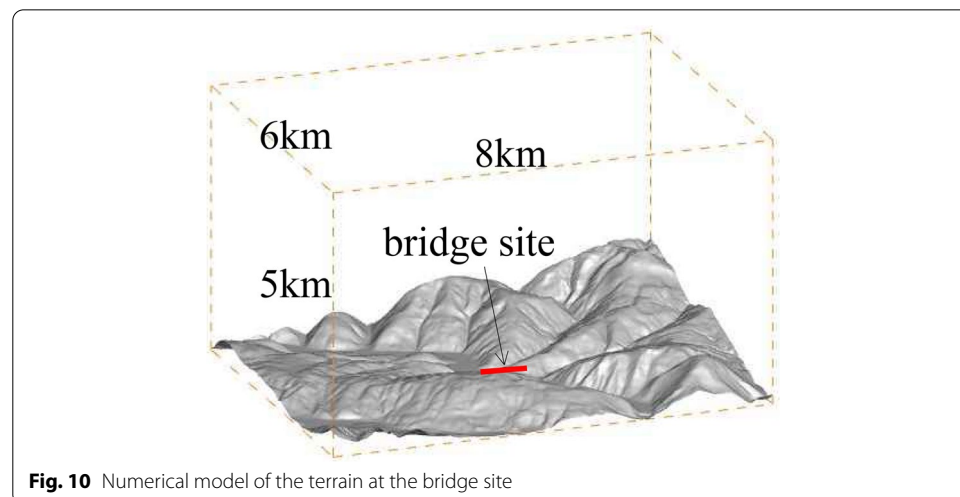 6km
8km
bridge site
5km
Fig. 10 Numerical model of the terrain at the bridge site